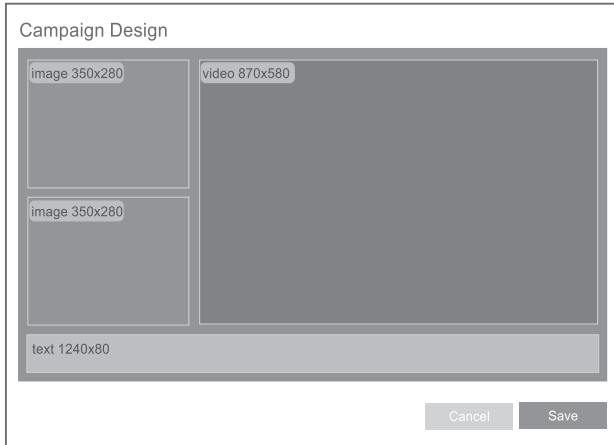 Campaign Design
image 350x280
video 870x580
image 350x280
text 1240x80
Cancel
Save